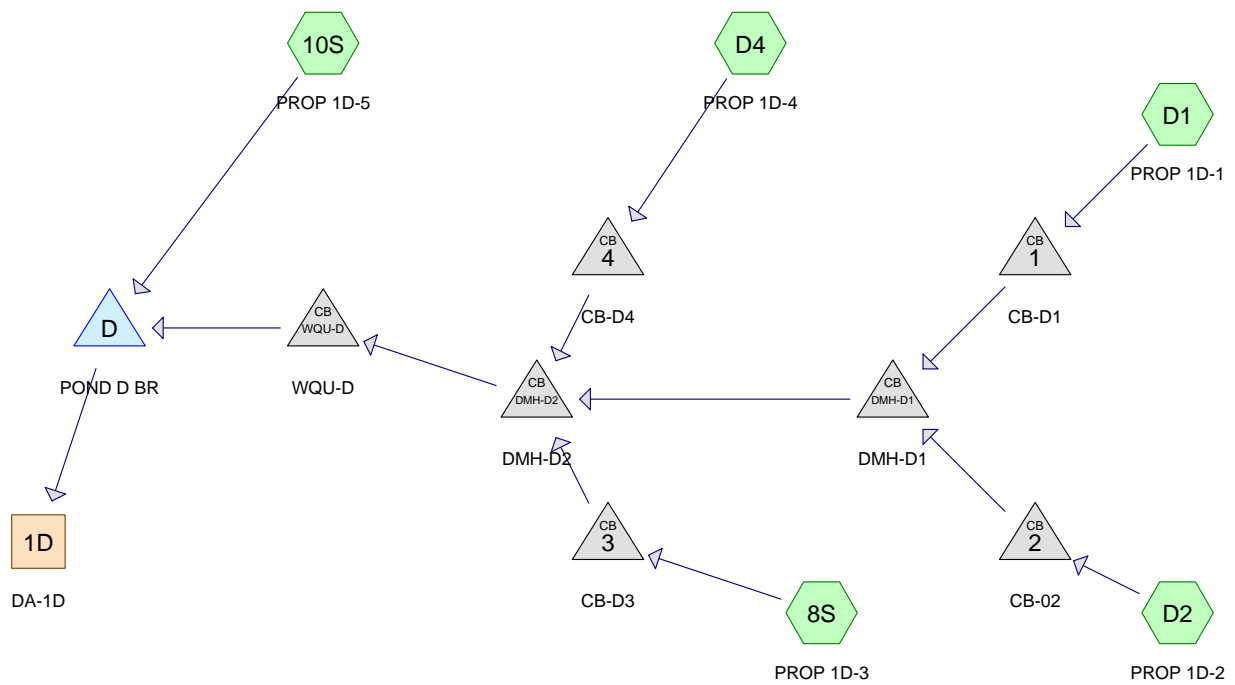 10S
PROP 1D-5
D4
PROP 1D-4
D1
PROP 1D-1
CB
4
CB-D4
CB
1
CB-D1
D
POND D BR
CB
WQU-D
WQU-D
CB
DMH-D2
DMH-D2
CB
DMH-D1
DMH-D1
1D
DA-1D
CB
3
CB-D3
CB
2
CB-02
8S
PROP 1D-3
D2
PROP 1D-2